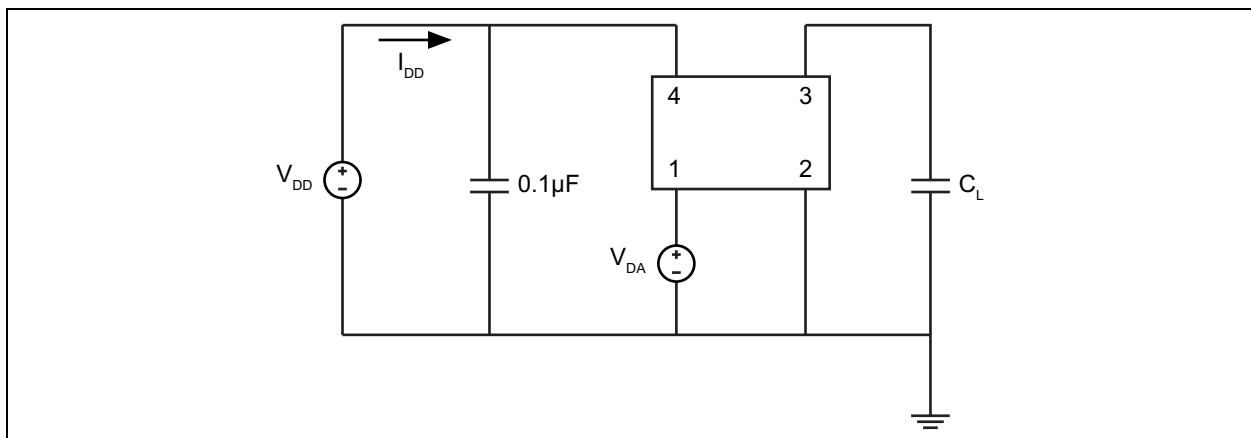 I_DD
4 3
V_DD
+
-
0.1µF
1 2
C_L
V_DA
+
-